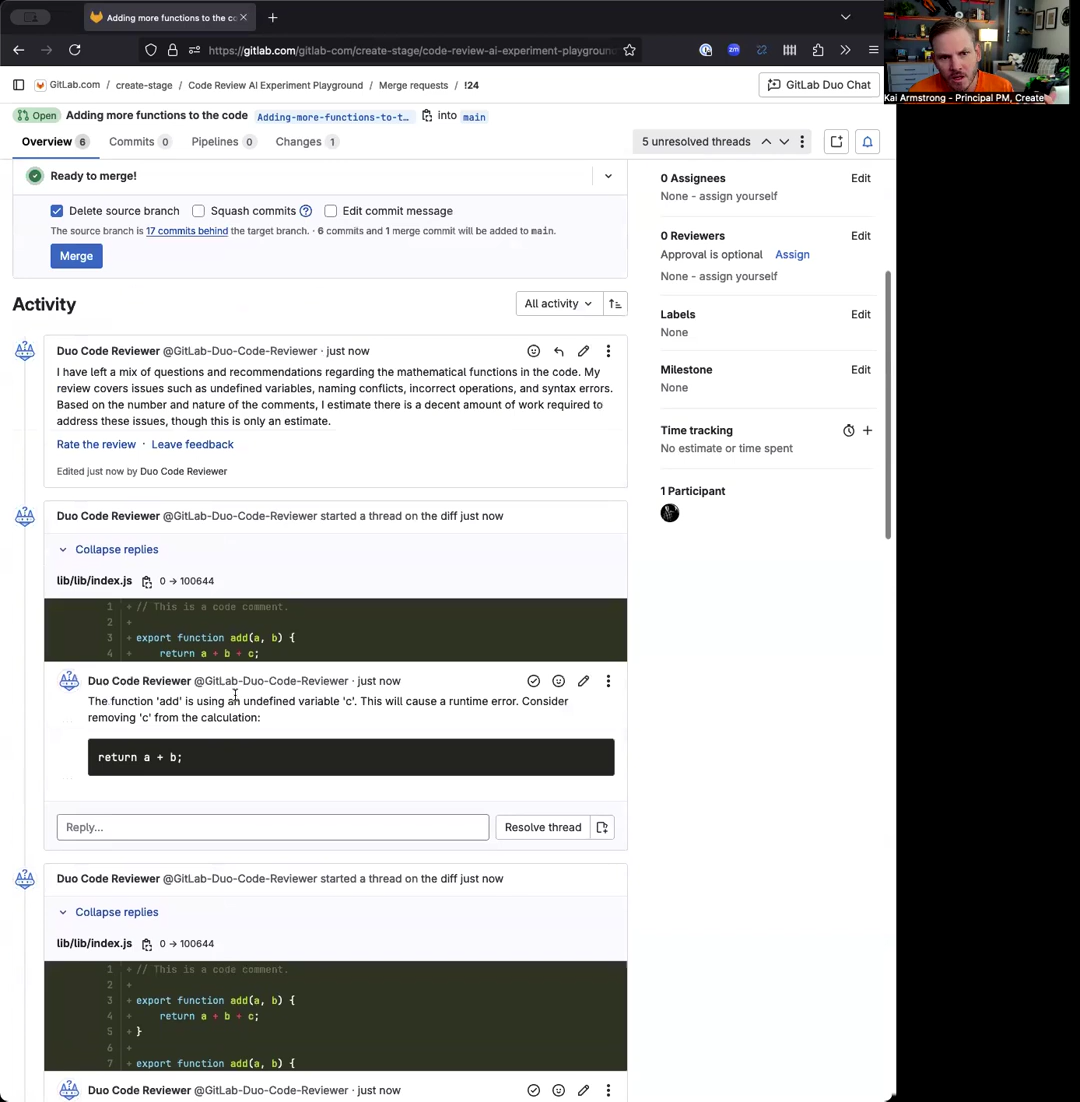 Adding more functions to the co
https://gitlab.com/gitlab-com/create-stage/code-review-ai-experiment-playgroun
zm
Kai Armstrong - Principal PM, Create
GitLab.com / create-stage / Code Review AI Experiment Playground / Merge requests / !24
GitLab Duo Chat
Open Adding more functions to the code Adding-more-functions-to-t… into main
Overview 6 Commits 0 Pipelines 0 Changes 1
5 unresolved threads
Ready to merge!
Delete source branch Squash commits ? Edit commit message
The source branch is 17 commits behind the target branch. · 6 commits and 1 merge commit will be added to main.
Merge
Activity
All activity
Duo Code Reviewer @GitLab-Duo-Code-Reviewer · just now
I have left a mix of questions and recommendations regarding the mathematical functions in the code. My
review covers issues such as undefined variables, naming conflicts, incorrect operations, and syntax errors.
Based on the number and nature of the comments, I estimate there is a decent amount of work required to
address these issues, though this is only an estimate.
Rate the review · Leave feedback
Edited just now by Duo Code Reviewer
Duo Code Reviewer @GitLab-Duo-Code-Reviewer started a thread on the diff just now
Collapse replies
lib/lib/index.js 0 → 100644
1 + // This is a code comment.
2 +
3 + export function add(a, b) {
4 + return a + b + c;
Duo Code Reviewer @GitLab-Duo-Code-Reviewer · just now
The function 'add' is using an undefined variable 'c'. This will cause a runtime error. Consider
removing 'c' from the calculation:
return a + b;
Reply…
Resolve thread
Duo Code Reviewer @GitLab-Duo-Code-Reviewer started a thread on the diff just now
Collapse replies
lib/lib/index.js 0 → 100644
1 + // This is a code comment.
2 +
3 + export function add(a, b) {
4 + return a + b + c;
5 + }
6 +
7 + export function add(a, b) {
Duo Code Reviewer @GitLab-Duo-Code-Reviewer · just now
0 Assignees Edit
None - assign yourself
0 Reviewers Edit
Approval is optional Assign
None - assign yourself
Labels Edit
None
Milestone Edit
None
Time tracking +
No estimate or time spent
1 Participant